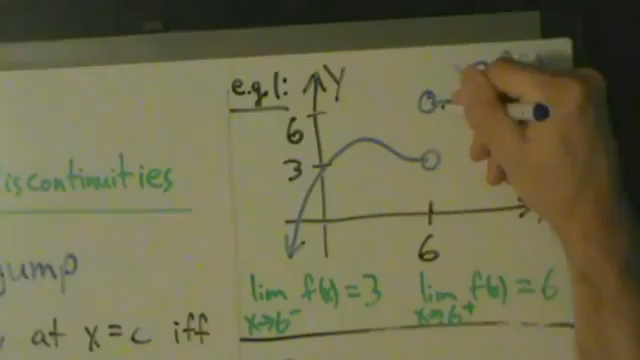 iscontinuities
jump
at x=c iff
e.g.1:
Y
6
3
6
lim f(x) = 3
x→6⁻
lim f(x) = 6
x→6⁺